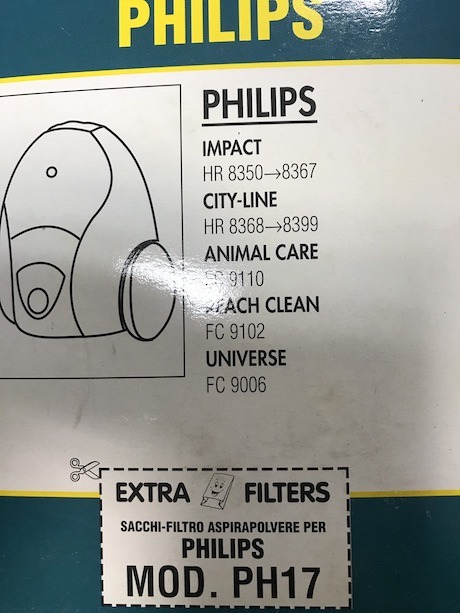 PHILIPS
PHILIPS
IMPACT
HR 8350→8367
CITY-LINE
HR 8368→8399
ANIMAL CARE
9110
CLEAN
FC 9102
UNIVERSE
FC 9006
EXTRA FILTERS
SACCHI-FILTRO ASPIRAPOLVERE PER
PHILIPS
MOD. PH17